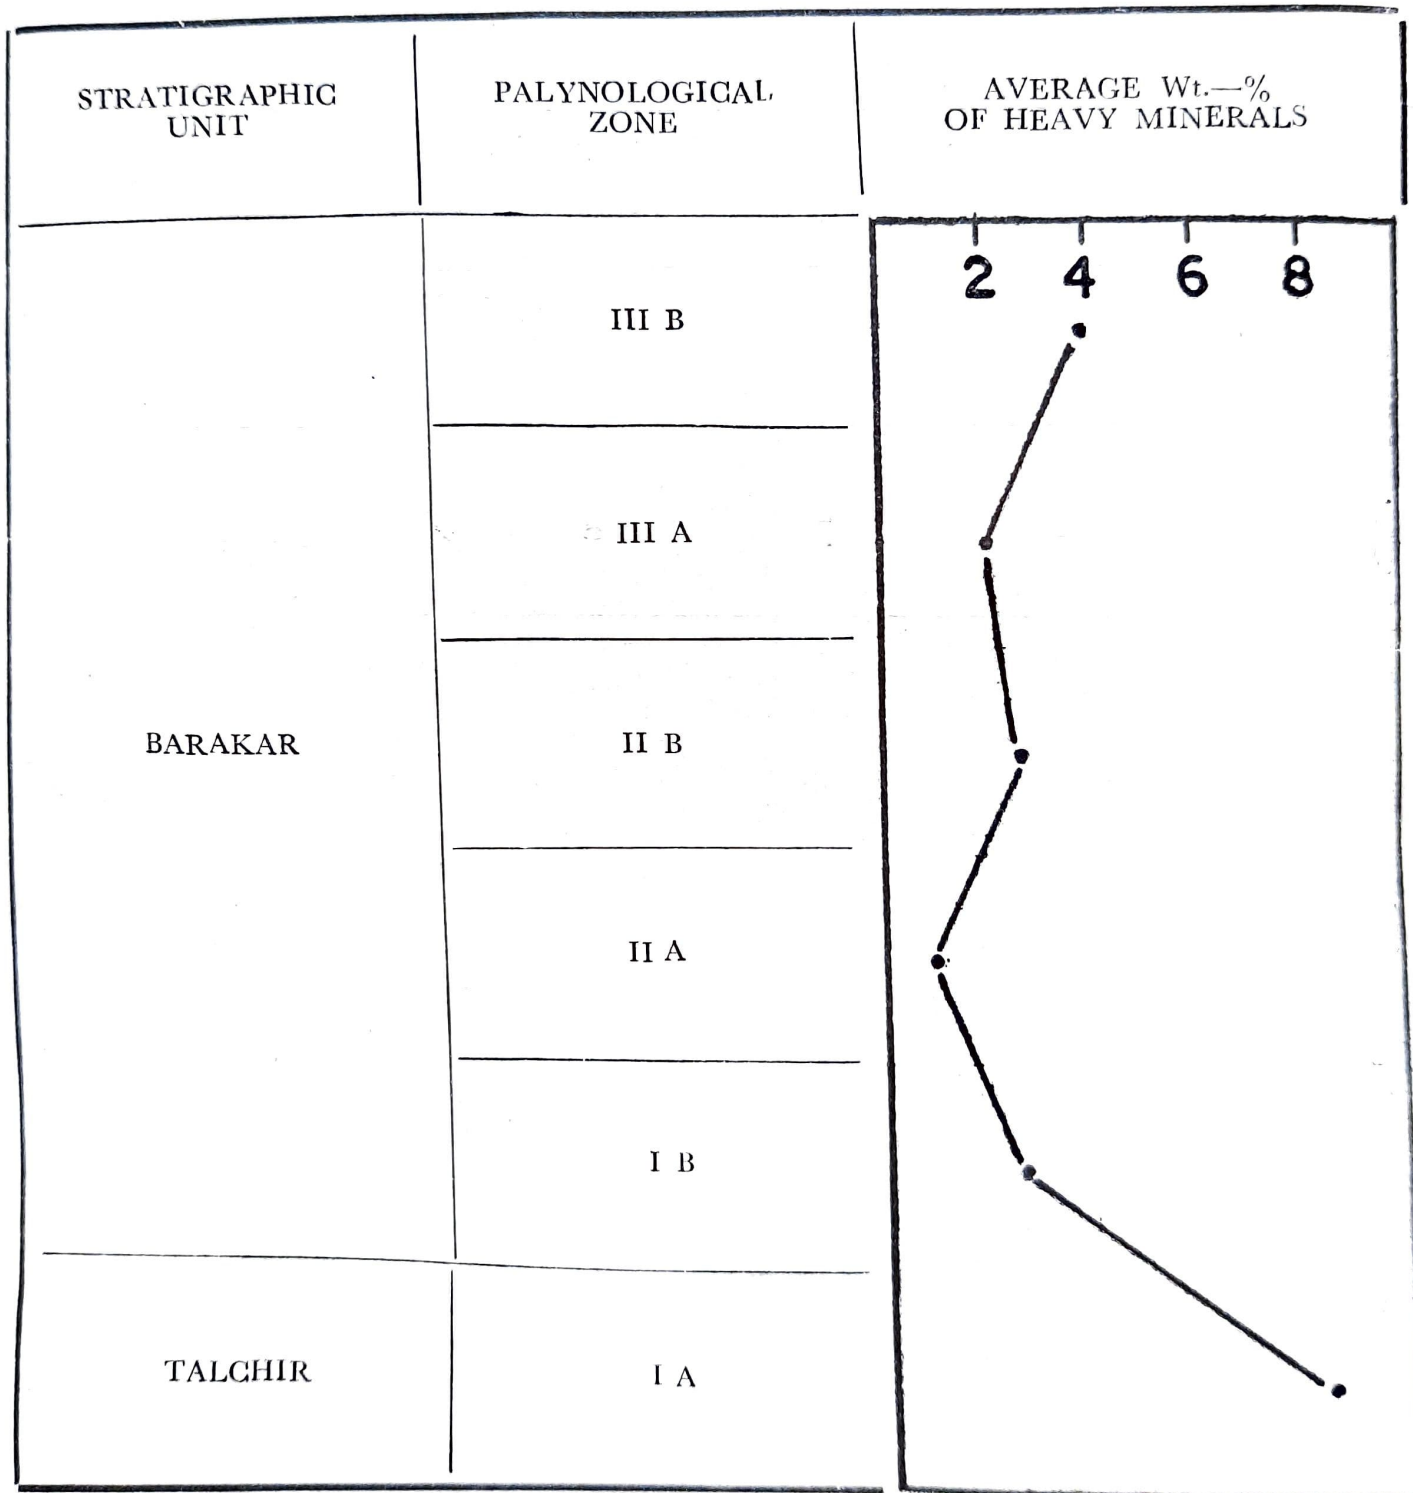 STRATIGRAPHIC
UNIT
PALYNOLOGICAL
ZONE
AVERAGE Wt.—%
OF HEAVY MINERALS
2 4 6 8
III B
III A
BARAKAR
II B
II A
I B
TALCHIR
I A